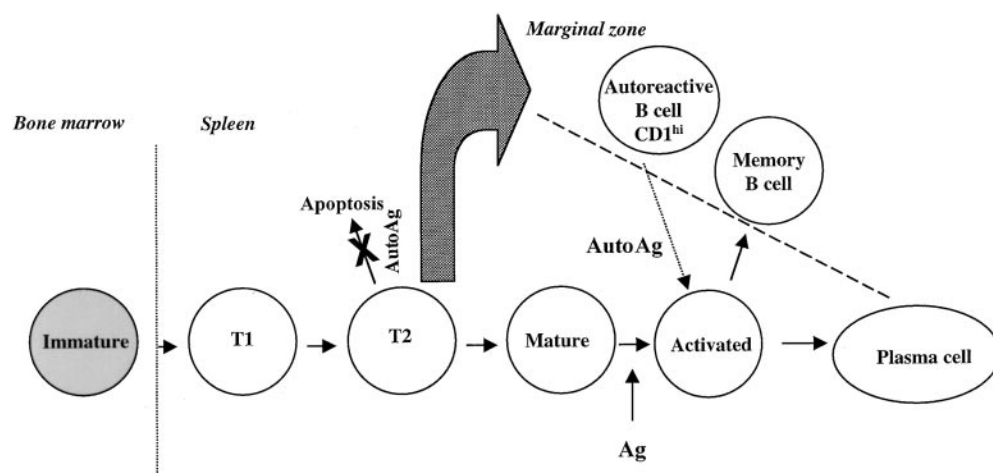 Marginal zone
Bone marrow
Spleen
Autoreactive
B cell
CD1hi
Memory
B cell
Apoptosis
AutoAg
AutoAg
Immature
T1
T2
Mature
Activated
Plasma cell
Ag